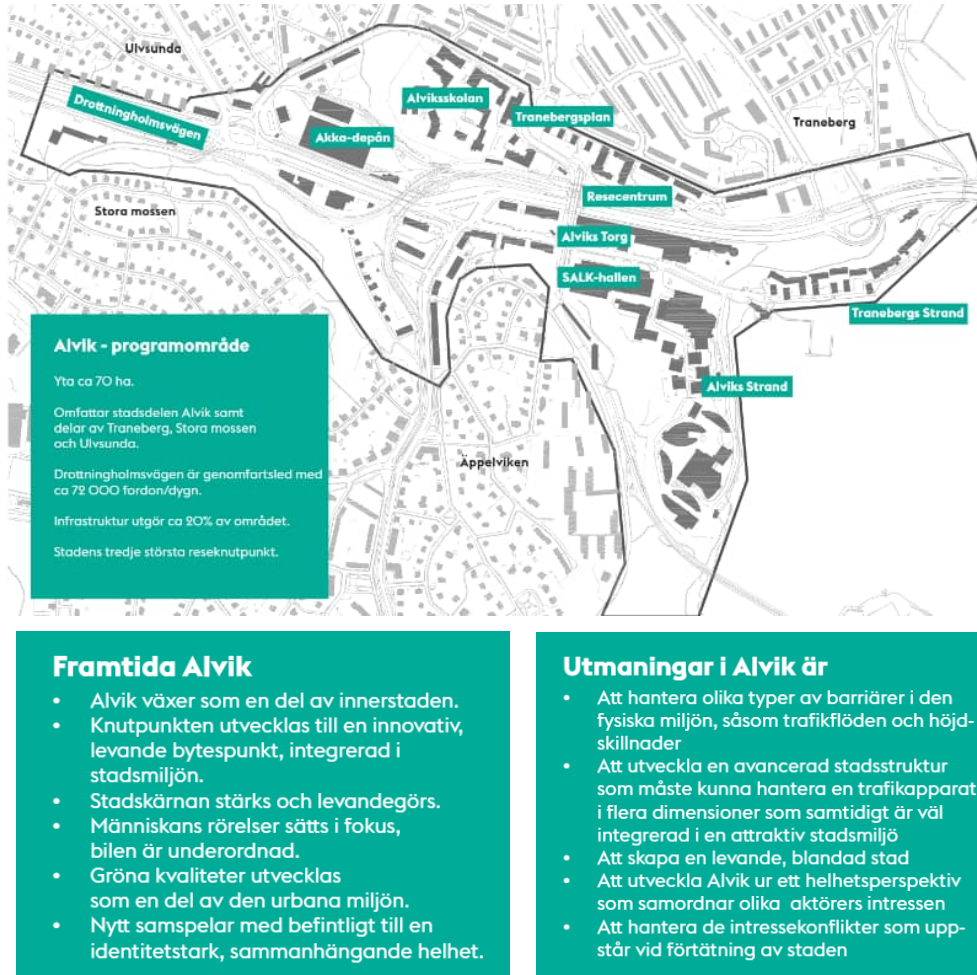 Ulvsunda
Drottningholmsvägen
Alviksskolan
Akka-depån
Tranebergsplan
Traneberg
Resecentrum
Stora mossen
Alviks Torg
SALK-hallen
Tranebergs Strand
Alviks Strand
Äppelviken
Alvik - programområde
Yta ca 70 ha.
Omfattar stadsdelen Alvik samt
delar av Traneberg, Stora mossen
och Ulvsunda.
Drottningholmsvägen är genomfartsled med
ca 72 000 fordon/dygn.
Infrastruktur utgör ca 20% av området.
Stadens tredje största reseknutpunkt.
Framtida Alvik
• Alvik växer som en del av innerstaden.
• Knutpunkten utvecklas till en innovativ,
levande bytespunkt, integrerad i
stadsmiljön.
• Stadskärnan stärks och levandegörs.
• Människans rörelser sätts i fokus,
bilen är underordnad.
• Gröna kvaliteter utvecklas
som en del av den urbana miljön.
• Nytt samspelar med befintligt till en
identitetstark, sammanhängande helhet.
Utmaningar i Alvik är
• Att hantera olika typer av barriärer i den
fysiska miljön, såsom trafikflöden och höjd-
skillnader
• Att utveckla en avancerad stadsstruktur
som måste kunna hantera en trafikapparat
i flera dimensioner som samtidigt är väl
integrerad i en attraktiv stadsmiljö
• Att skapa en levande, blandad stad
• Att utveckla Alvik ur ett helhetsperspektiv
som samordnar olika aktörers intressen
• Att hantera de intressekonflikter som upp-
står vid förtätning av staden